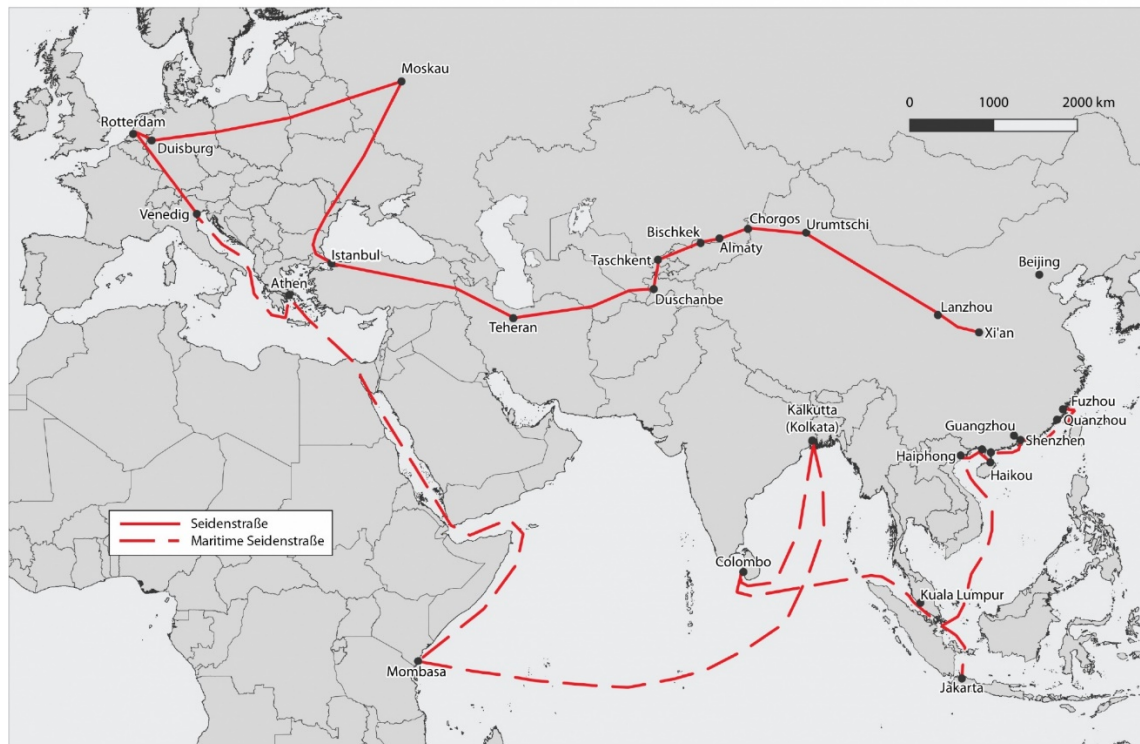 Moskau
0 1000 2000 km
Rotterdam
Duisburg
Venedig
Chorgos
Urumtschi
Bischkek
Almaty
Istanbul
Taschkent
Beijing
Athen
Duschanbe
Teheran
Lanzhou
Xi'an
Fuzhou
Quanzhou
Kalkutta
(Kolkata)
Guangzhou
Shenzhen
Haiphong
Haikou
Seidenstraße
Maritime Seidenstraße
Colombo
Kuala Lumpur
Mombasa
Jakarta